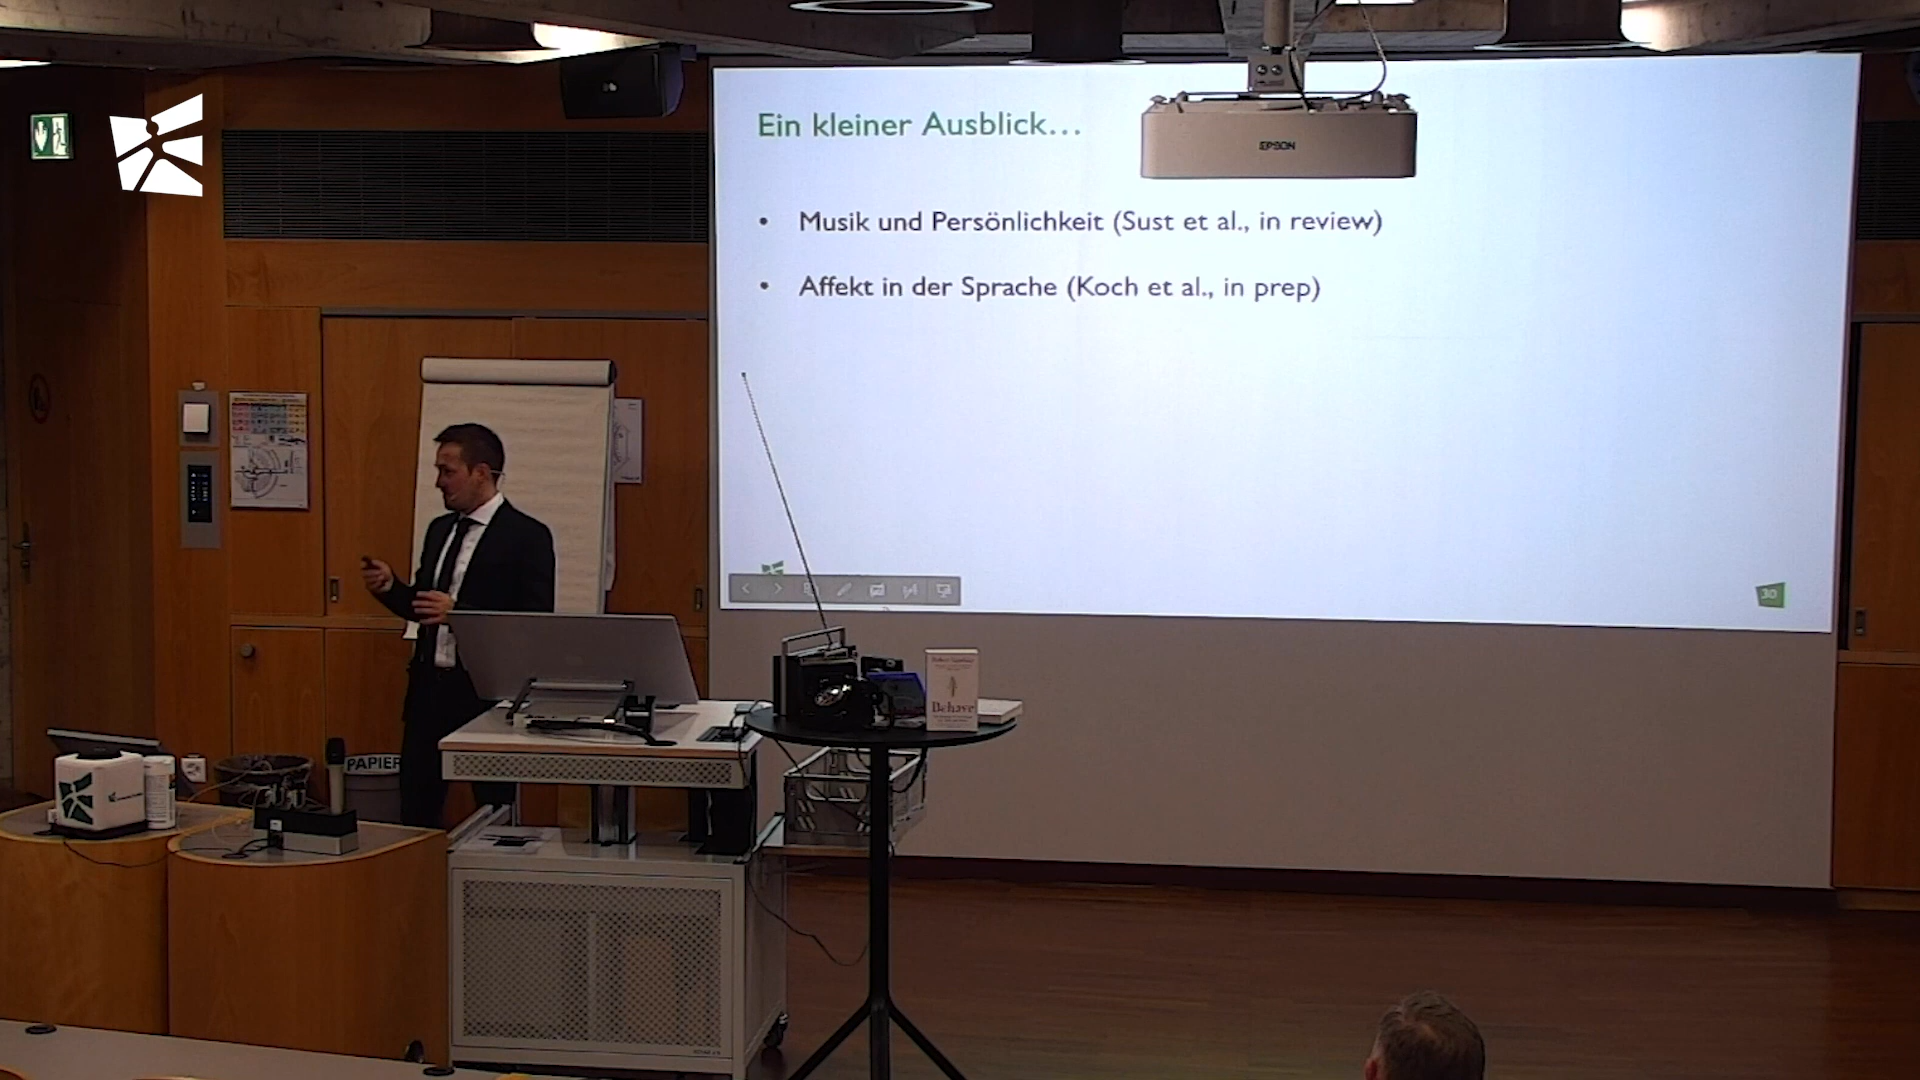 Ein kleiner Ausblick…
EPSON
• Musik und Persönlichkeit (Sust et al., in review)
• Affekt in der Sprache (Koch et al., in prep)
30
Behave
PAPIER